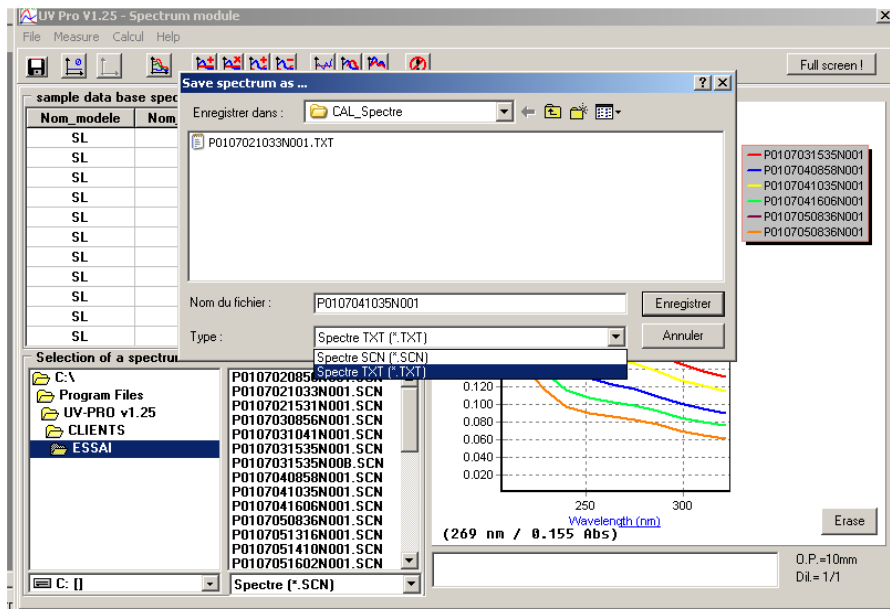 UV Pro V1.25 - Spectrum module
File Measure Calcul Help
Full screen !
Save spectrum as ...
Enregistrer dans :
CAL_Spectre
P0107021033N001.TXT
Nom du fichier :
P0107041035N001
Enregistrer
Type :
Spectre TXT (*.TXT)
Annuler
Spectre SCN (*.SCN)
Spectre TXT (*.TXT)
sample data base spec
Nom_modele Nom
SL
SL
SL
SL
SL
SL
SL
SL
SL
SL
SL
P0107031535N001
P0107040858N001
P0107041035N001
P0107041606N001
P0107050836N001
P0107050836N001
Selection of a spectru
C:\
Program Files
UV-PRO v1.25
CLIENTS
ESSAI
C: []
P0107021033N001.SCN
P0107021531N001.SCN
P0107030856N001.SCN
P0107031041N001.SCN
P0107031535N001.SCN
P0107031535N00B.SCN
P0107040858N001.SCN
P0107041035N001.SCN
P0107041606N001.SCN
P0107050836N001.SCN
P0107051316N001.SCN
P0107051410N001.SCN
P0107051602N001.SCN
Spectre (*.SCN)
0.120
0.100
0.080
0.060
0.040
0.020
250 300
Wavelength (nm)
(269 nm / 0.155 Abs)
Erase
O.P.=10mm
Dil.= 1/1